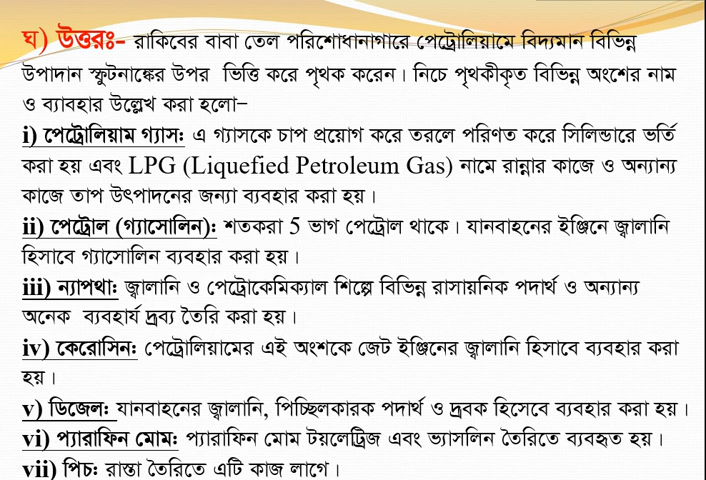 ঘ) উত্তরঃ- রাকিবের বাবা তেল পরিশোধানাগারে পেট্রোলিয়ামে বিদ্যমান বিভিন্ন
উপাদান স্ফুটনাঙ্কের উপর ভিত্তি করে পৃথক করেন। নিচে পৃথকীকৃত বিভিন্ন অংশের নাম
ও ব্যাবহার উল্লেখ করা হলো–
i) পেট্রোলিয়াম গ্যাস: এ গ্যাসকে চাপ প্রয়োগ করে তরলে পরিণত করে সিলিন্ডারে ভর্তি
করা হয় এবং LPG (Liquefied Petroleum Gas) নামে রান্নার কাজে ও অন্যান্য
কাজে তাপ উৎপাদনের জন্যা ব্যবহার করা হয়।
ii) পেট্রোল (গ্যাসোলিন): শতকরা 5 ভাগ পেট্রোল থাকে। যানবাহনের ইঞ্জিনে জ্বালানি
হিসাবে গ্যাসোলিন ব্যবহার করা হয়।
iii) ন্যাপথা: জ্বালানি ও পেট্রোকেমিক্যাল শিল্পে বিভিন্ন রাসায়নিক পদার্থ ও অন্যান্য
অনেক ব্যবহার্য দ্রব্য তৈরি করা হয়।
iv) কেরোসিন: পেট্রোলিয়ামের এই অংশকে জেট ইঞ্জিনের জ্বালানি হিসাবে ব্যবহার করা
হয়।
v) ডিজেল: যানবাহনের জ্বালানি, পিচ্ছিলকারক পদার্থ ও দ্রবক হিসেবে ব্যবহার করা হয়।
vi) প্যারাফিন মোম: প্যারাফিন মোম টয়লেট্রিজ এবং ভ্যাসলিন তৈরিতে ব্যবহৃত হয়।
vii) পিচ: রাস্তা তৈরিতে এটি কাজ লাগে।